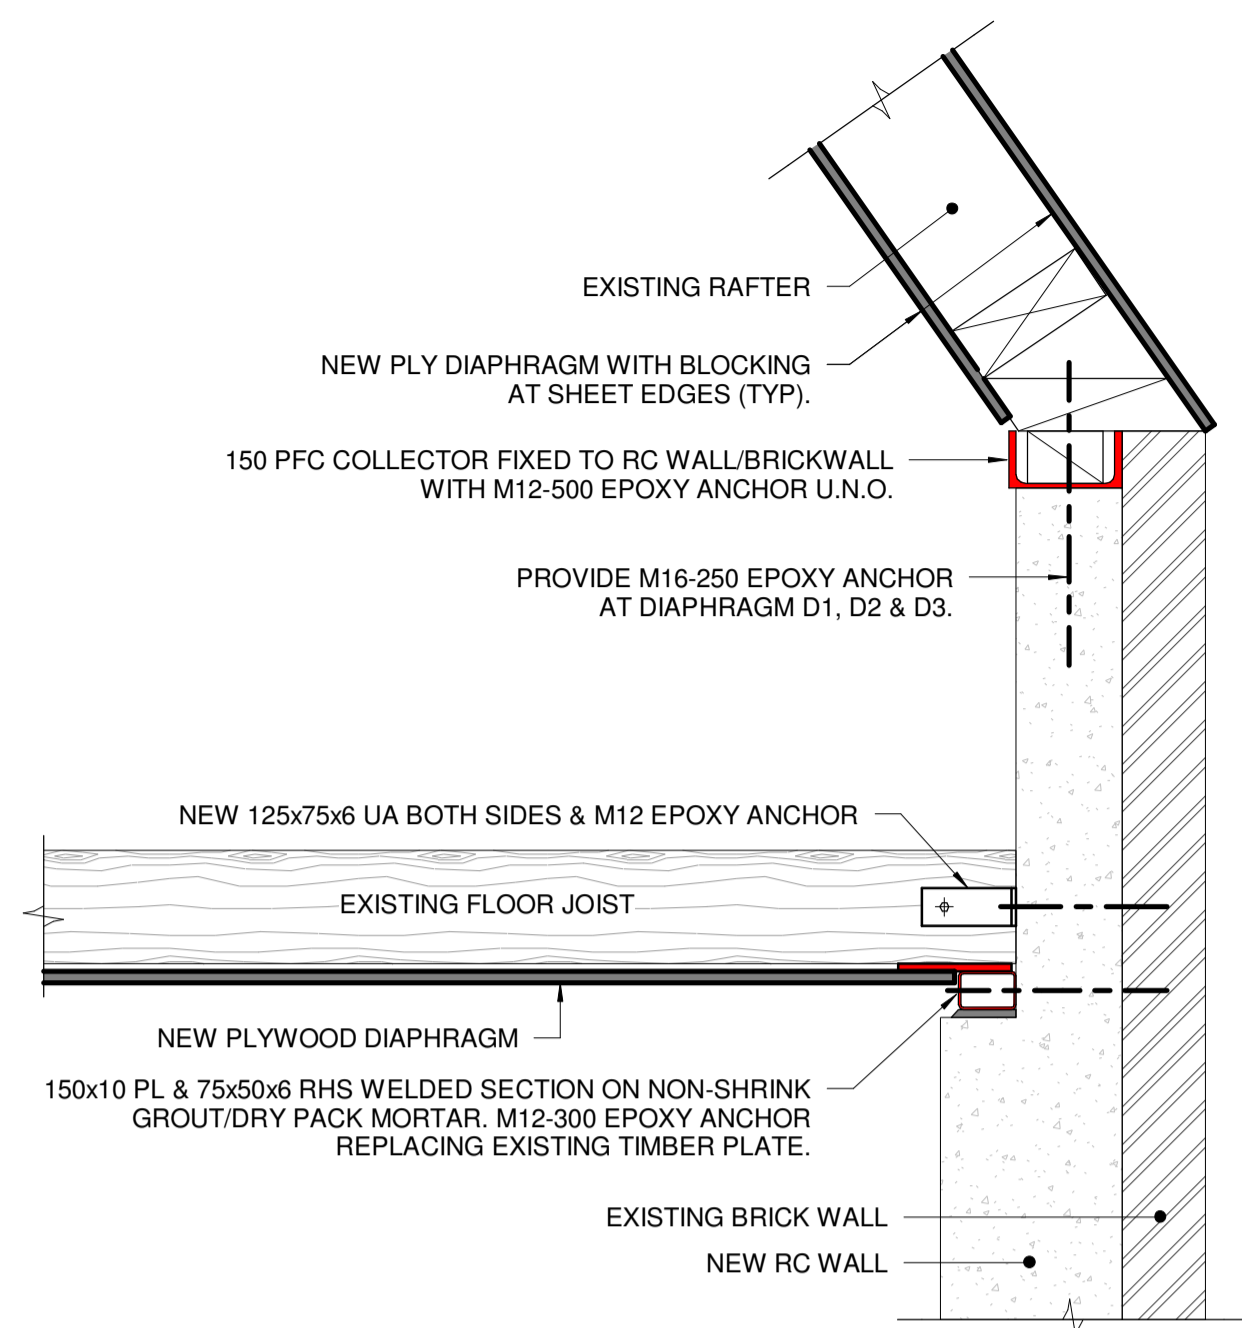 EXISTING RAFTER
NEW PLY DIAPHRAGM WITH BLOCKING
AT SHEET EDGES (TYP).
150 PFC COLLECTOR FIXED TO RC WALL/BRICKWALL
WITH M12-500 EPOXY ANCHOR U.N.O.
PROVIDE M16-250 EPOXY ANCHOR
AT DIAPHRAGM D1, D2 & D3.
NEW 125x75x6 UA BOTH SIDES & M12 EPOXY ANCHOR
EXISTING FLOOR JOIST
NEW PLYWOOD DIAPHRAGM
150x10 PL & 75x50x6 RHS WELDED SECTION ON NON-SHRINK
GROUT/DRY PACK MORTAR. M12-300 EPOXY ANCHOR
REPLACING EXISTING TIMBER PLATE.
EXISTING BRICK WALL
NEW RC WALL